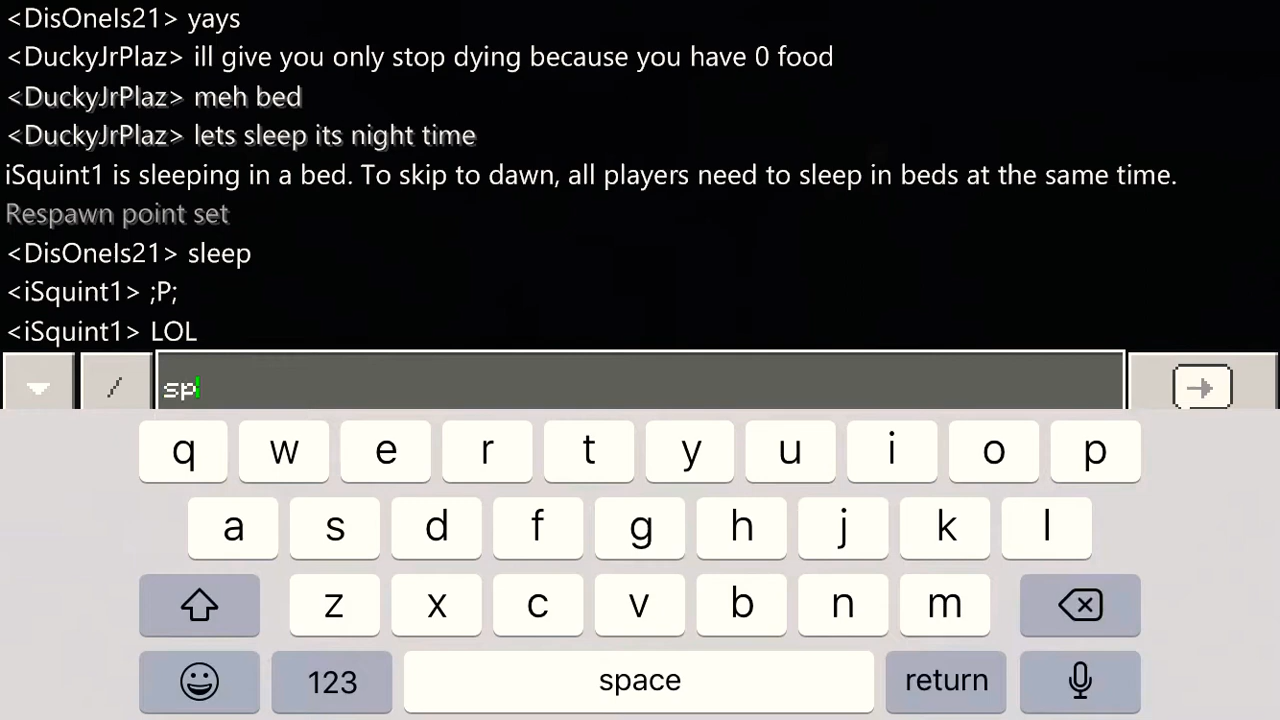 <DisOneIs21> yays
<DuckyJrPlaz> ill give you only stop dying because you have 0 food
<DuckyJrPlaz> meh bed
<DuckyJrPlaz> lets sleep its night time
iSquint1 is sleeping in a bed. To skip to dawn, all players need to sleep in beds at the same time.
Respawn point set
<DisOneIs21> sleep
<iSquint1> ;P;
<iSquint1> LOL
/ sp
q w e r t y u i o p
a s d f g h j k l
z x c v b n m
123 space return